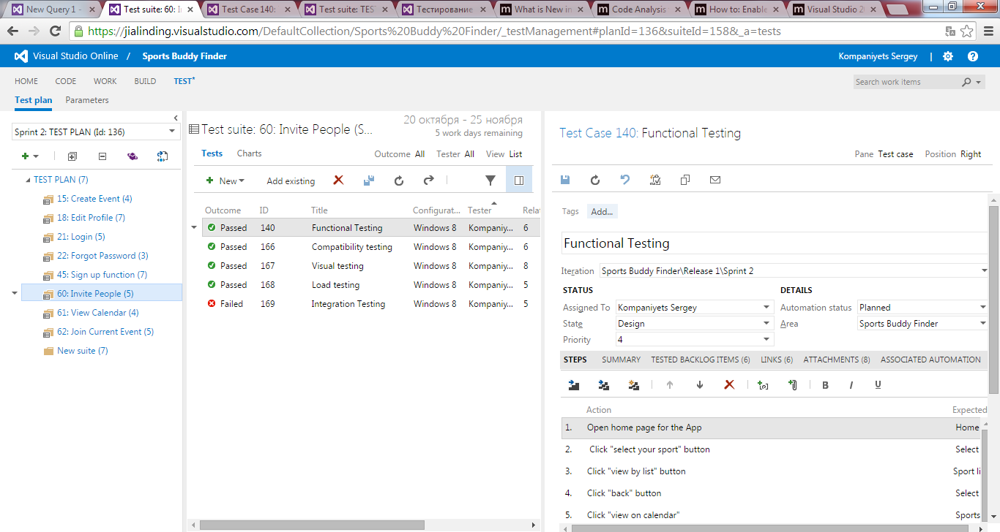 New Query 1 - Test suite: 60: I Test Case 140: Test suite: TES Тестирование What is New in Code Analysis How to: Enable Visual Studio 20
https://jialinding.visualstudio.com/DefaultCollection/Sports%20Buddy%20Finder/_testManagement#planId=136&suiteId=158&_a=tests
Visual Studio Online / Sports Buddy Finder Kompaniyets Sergey |
HOME CODE WORK BUILD TEST* Search work items
Test plan Parameters
Sprint 2: TEST PLAN (Id: 136)
TEST PLAN (7)
15: Create Event (4)
18: Edit Profile (7)
21: Login (5)
22: Forgot Password (3)
45: Sign up function (7)
60: Invite People (5)
61: View Calendar (4)
62: Join Current Event (5)
New suite (7)
20 октября - 25 ноября
Test suite: 60: Invite People (S...
5 work days remaining
Tests Charts Outcome All Tester All View List
New Add existing
Outcome ID Title Configurat... Tester Rela
Passed 140 Functional Testing Windows 8 Kompaniy... 6
Passed 166 Compatibility testing Windows 8 Kompaniy... 6
Passed 167 Visual testing Windows 8 Kompaniy... 8
Passed 168 Load testing Windows 8 Kompaniy... 5
Failed 169 Integration Testing Windows 8 Kompaniy... 5
Test Case 140: Functional Testing
Pane Test case Position Right
Tags Add...
Functional Testing
Iteration Sports Buddy Finder\Release 1\Sprint 2
STATUS DETAILS
Assigned To Kompaniyets Sergey Automation status Planned
State Design Area Sports Buddy Finder
Priority 4
STEPS SUMMARY TESTED BACKLOG ITEMS (6) LINKS (6) ATTACHMENTS (8) ASSOCIATED AUTOMATION
B I U
Action Expected
1. Open home page for the App Home
2. Click "select your sport" button Select
3. Click "view by list" button Sport li
4. Click "back" button Select
5. Click "view on calendar" Sports